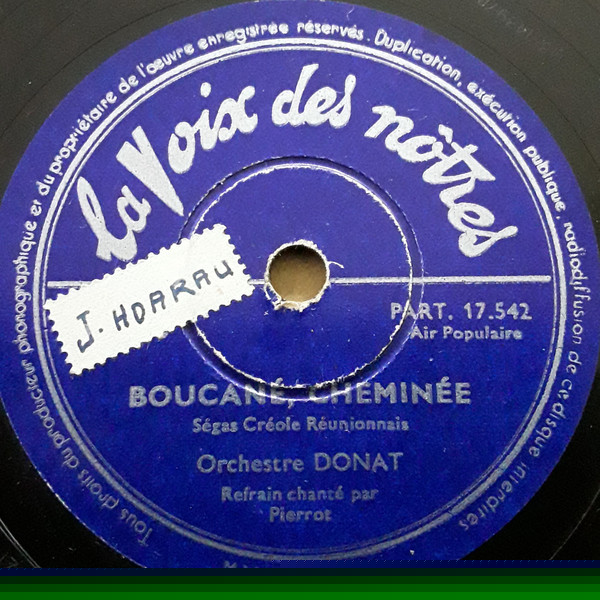 Tous droits du producteur phonographique et du propriétaire de l'œuvre enregistrée réservés. Duplication, exécution publique, radiodiffusion de ce disque interdites
La Voix des nôtres
J. HOARAU
PART. 17.542
Air Populaire
BOUCANÉ, CHEMINÉE
Ségas Créole Réunionnais
Orchestre DONAT
Refrain chanté par
Pierrot